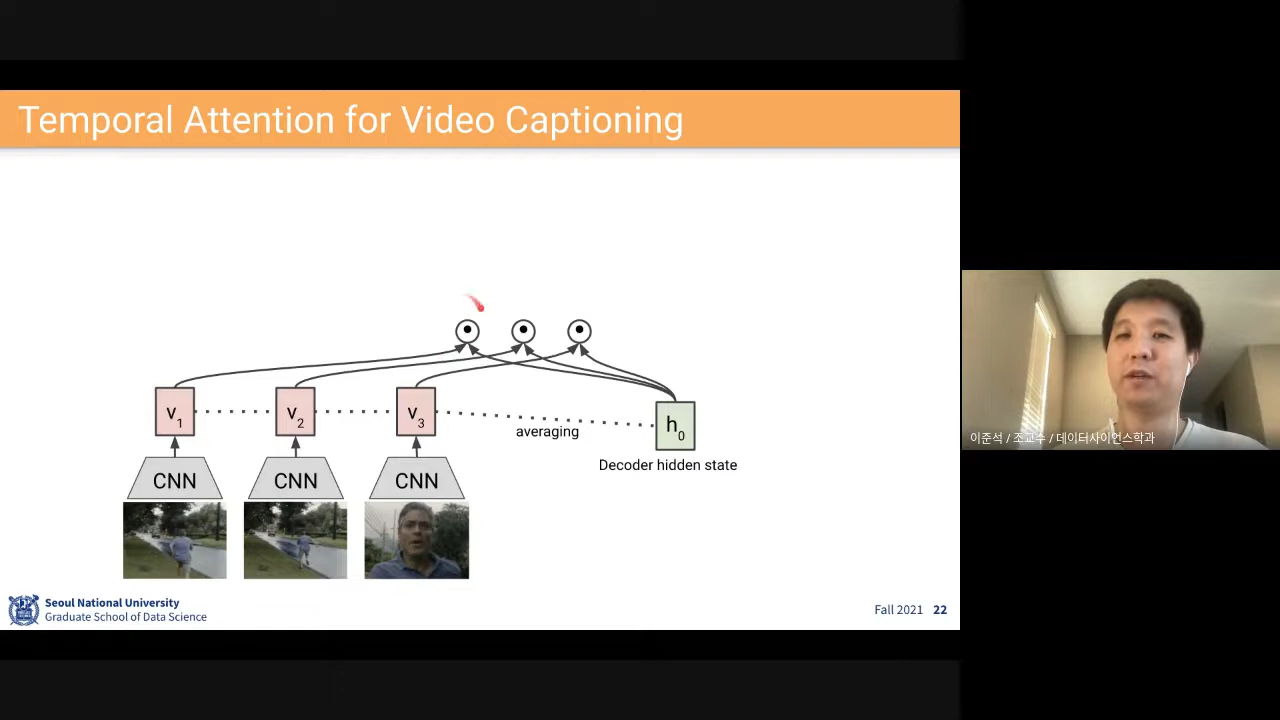 Temporal Attention for Video Captioning
v1
v2
v3
averaging
h0
Decoder hidden state
CNN
CNN
CNN
이준석 / 조교수 / 데이터사이언스학과
Seoul National University
Graduate School of Data Science
Fall 2021 22